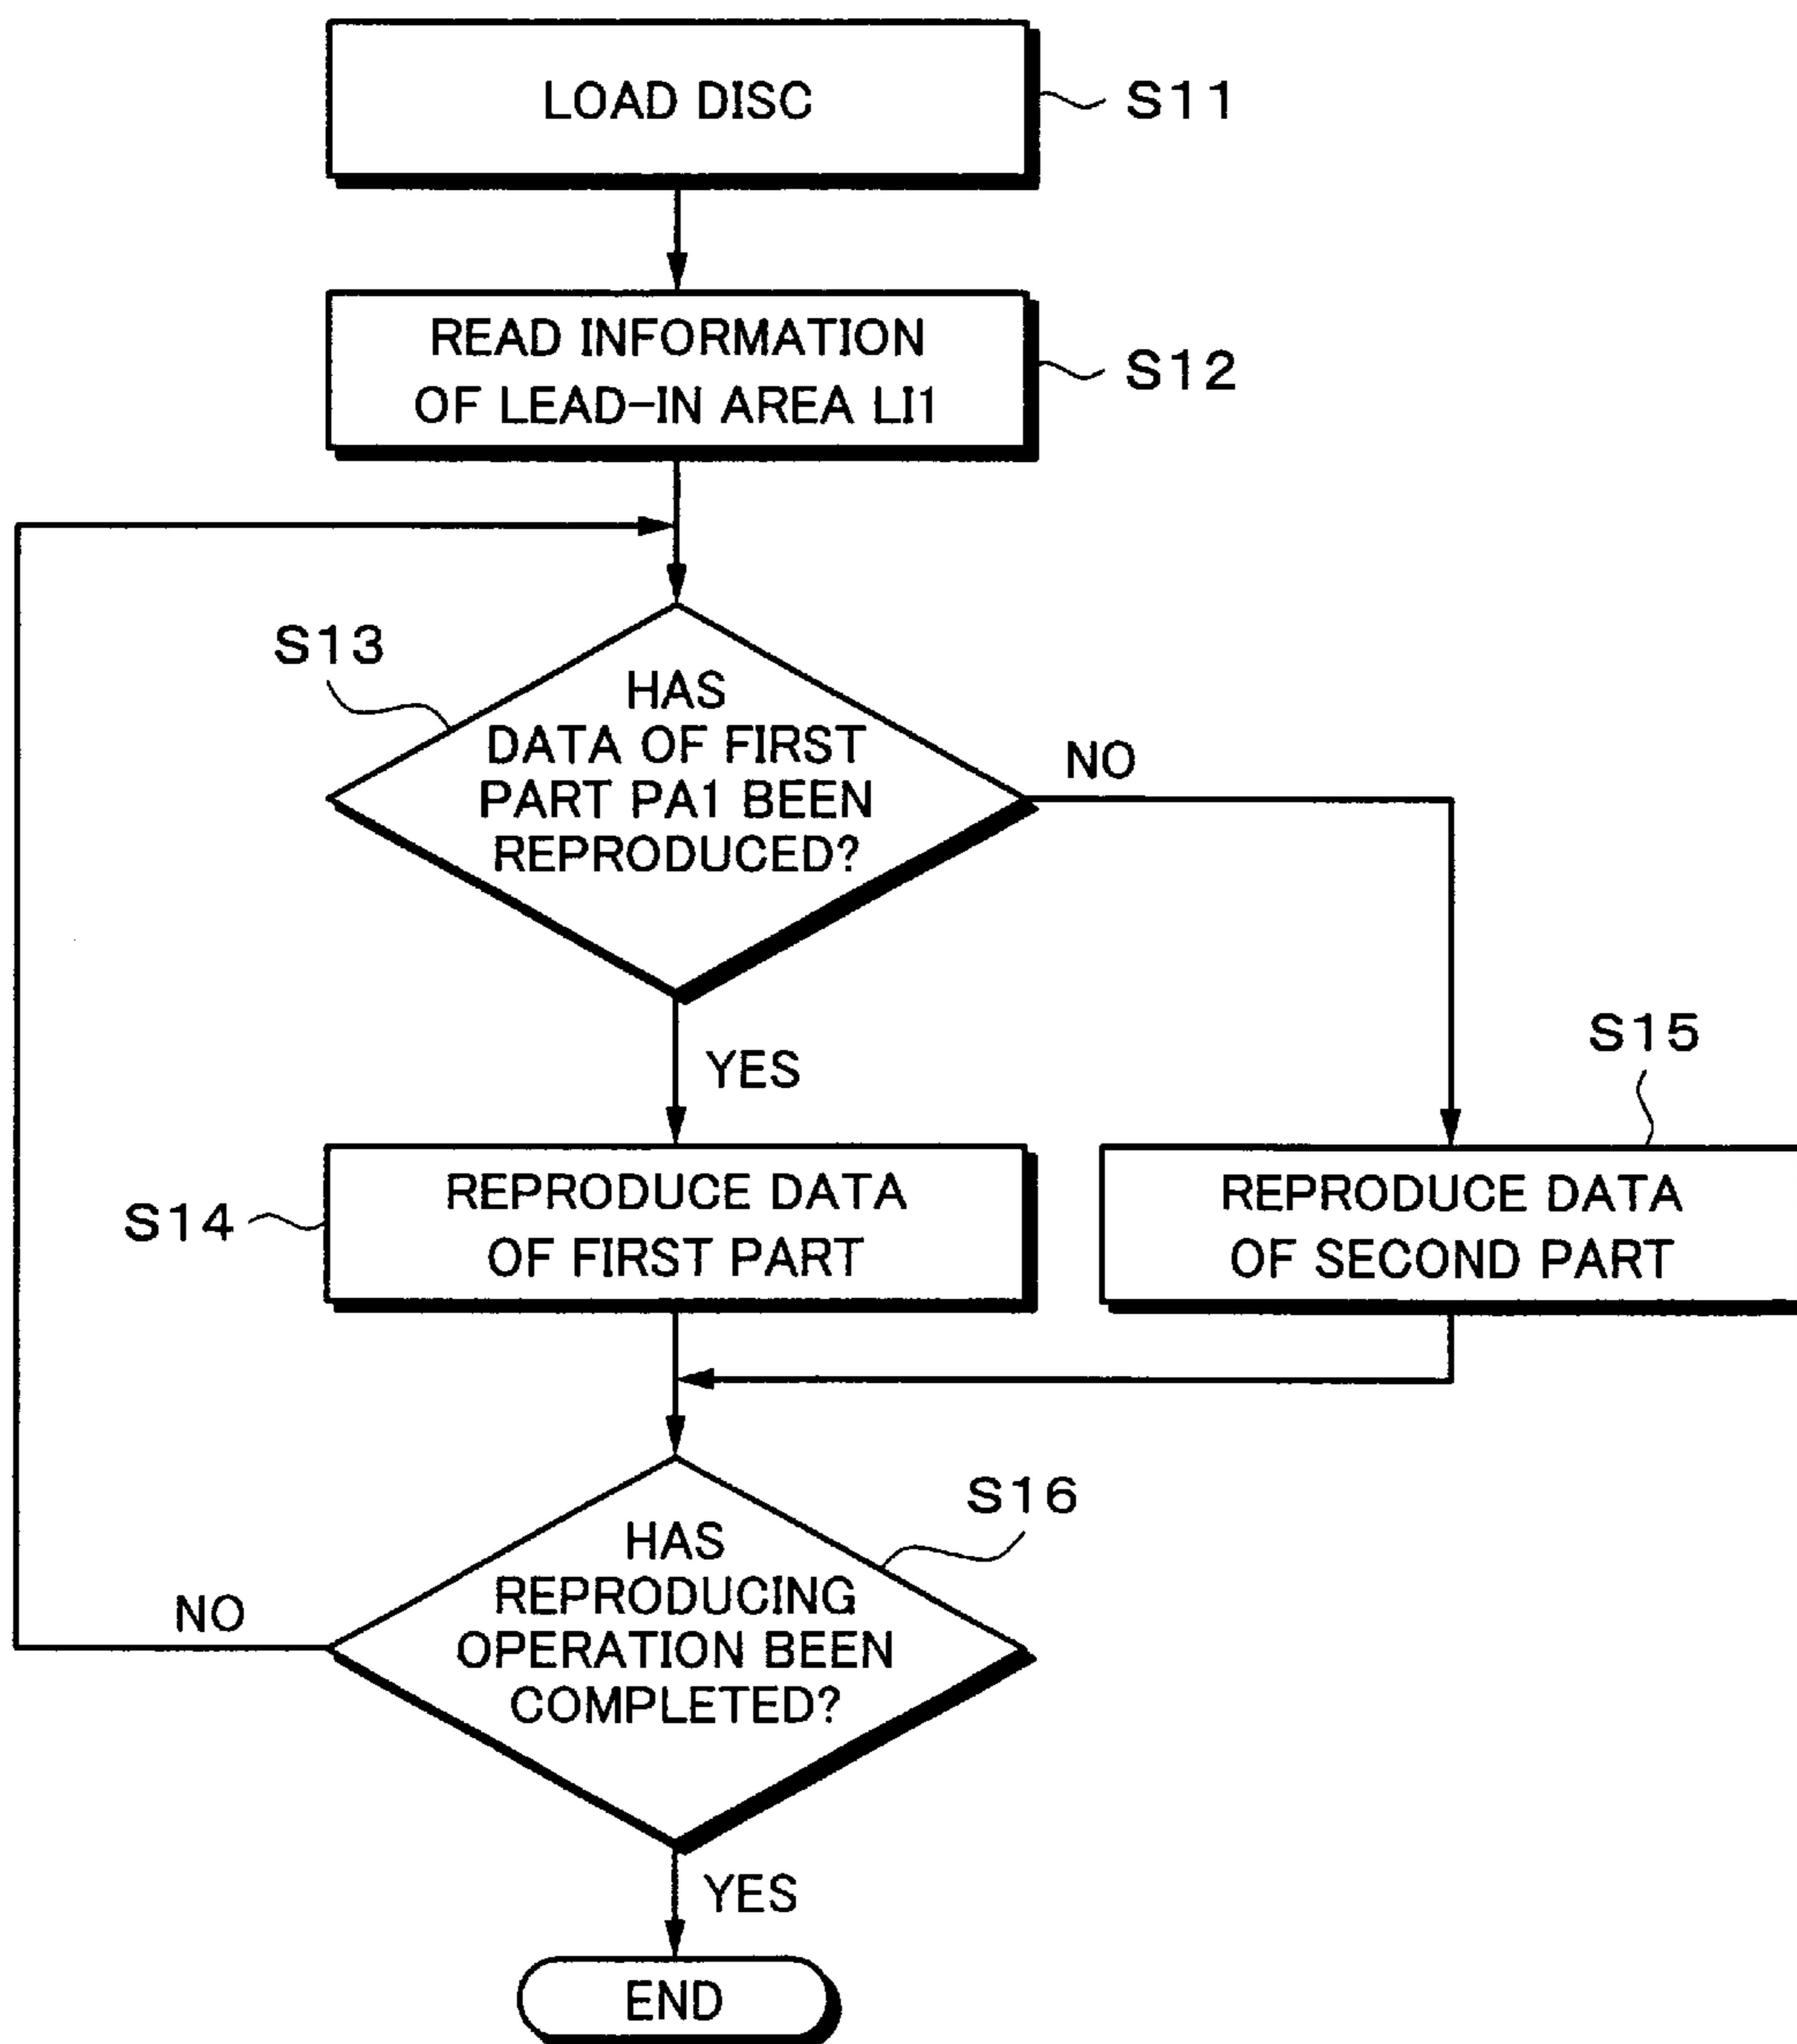 LOAD DISC
S11
READ INFORMATION
OF LEAD-IN AREA LI1
S12
S13
HAS
DATA OF FIRST
PART PA1 BEEN
REPRODUCED?
NO
YES
S15
S14
REPRODUCE DATA
OF FIRST PART
REPRODUCE DATA
OF SECOND PART
S16
HAS
REPRODUCING
OPERATION BEEN
COMPLETED?
NO
YES
END